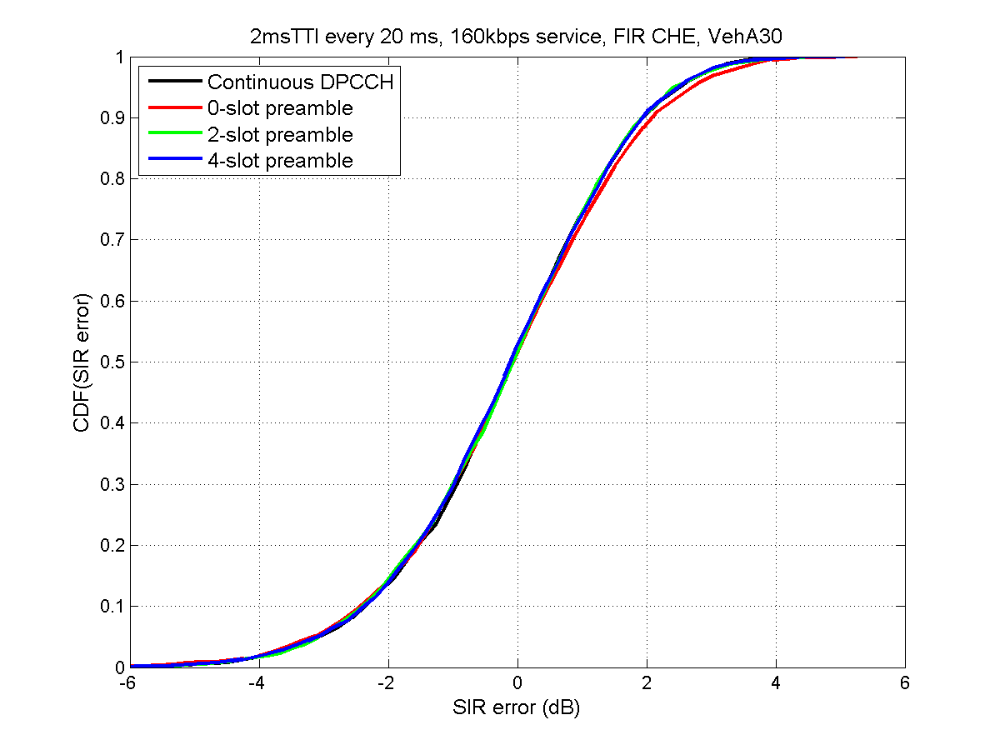 2msTTI every 20 ms, 160kbps service, FIR CHE, VehA30
Continuous DPCCH
0-slot preamble
2-slot preamble
4-slot preamble
1
0.9
0.8
0.7
0.6
0.5
0.4
0.3
0.2
0.1
0
CDF(SIR error)
-6 -4 -2 0 2 4 6
SIR error (dB)